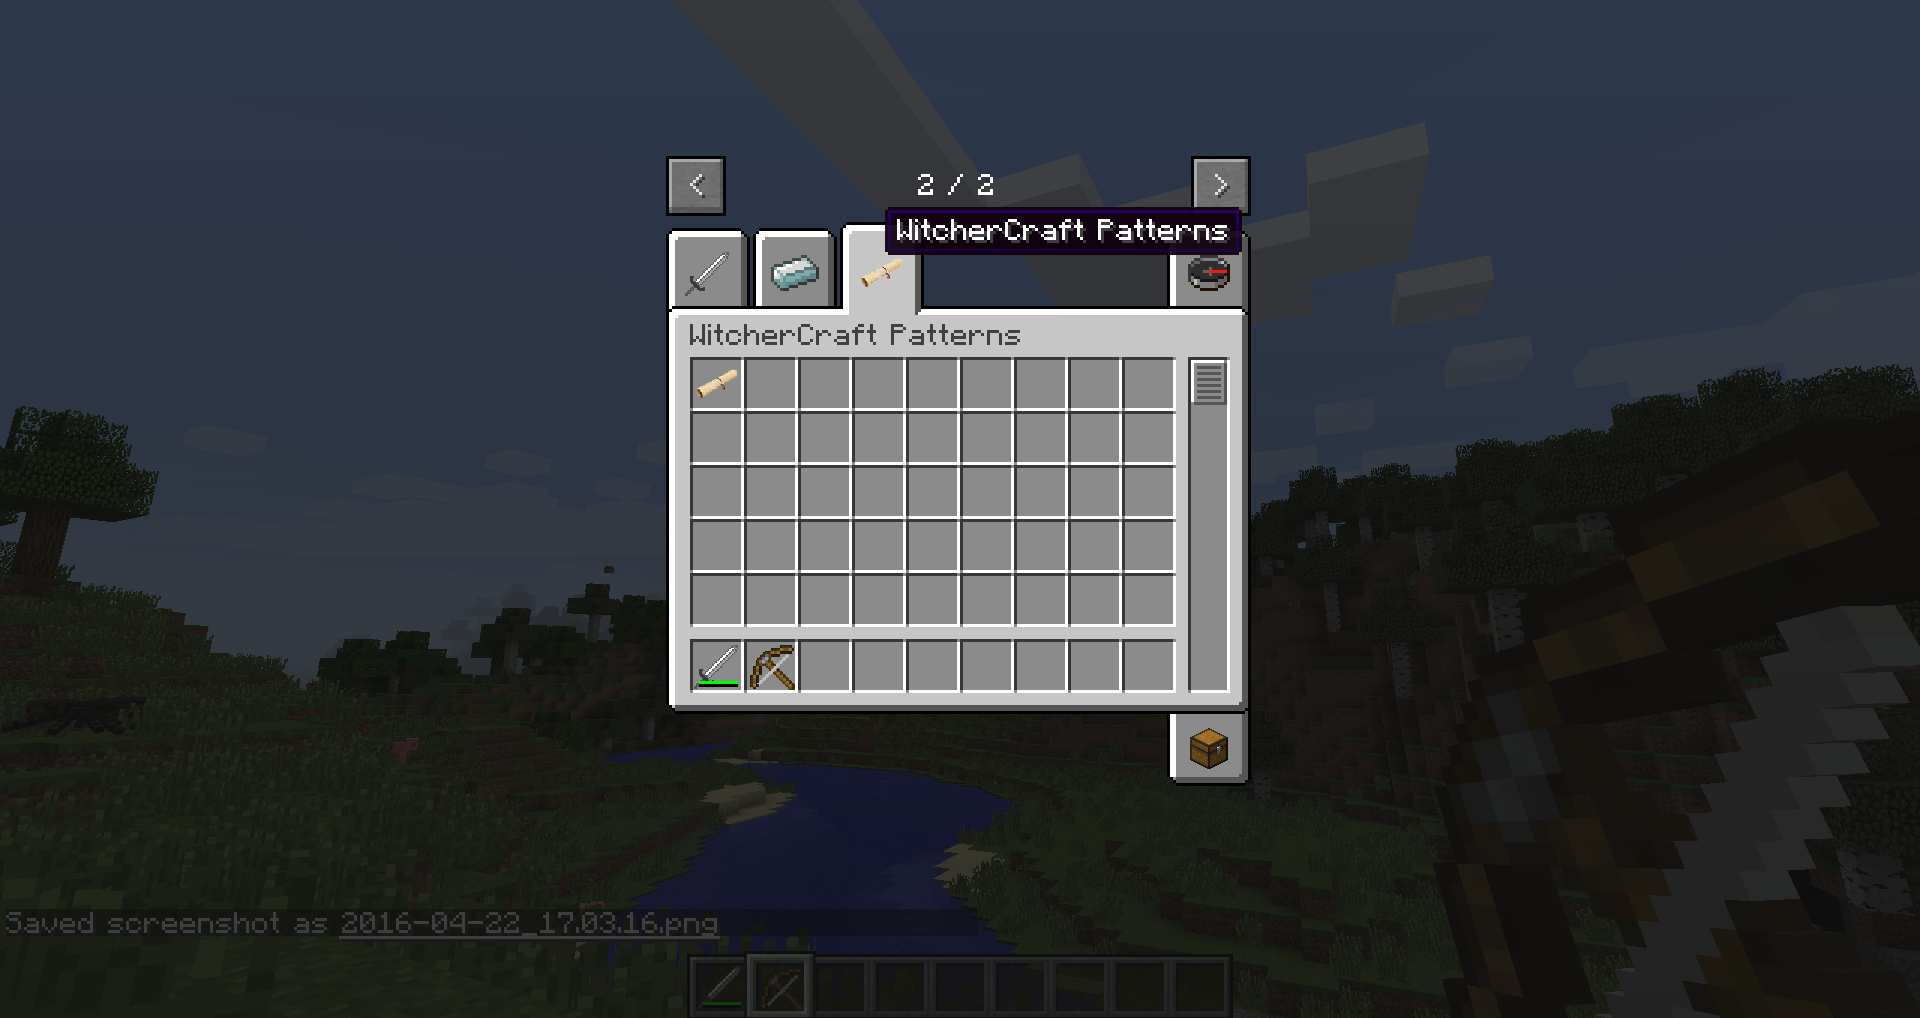 < 2 / 2 >
WitcherCraft Patterns
WitcherCraft Patterns
Saved screenshot as 2016-04-22_17.03.16.png